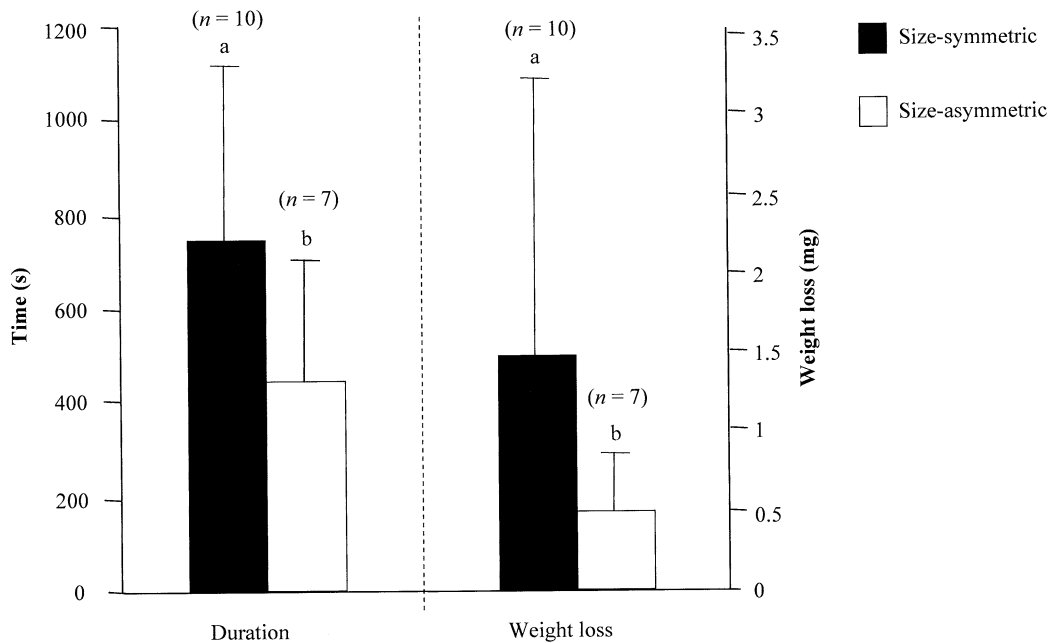 Time (s)
1200
1000
800
600
400
200
0
(n = 10)
a
(n = 7)
b
Duration
(n = 10)
a
(n = 7)
b
Weight loss
3.5
3
2.5
2
1.5
1
0.5
0
Weight loss (mg)
Size-symmetric
Size-asymmetric